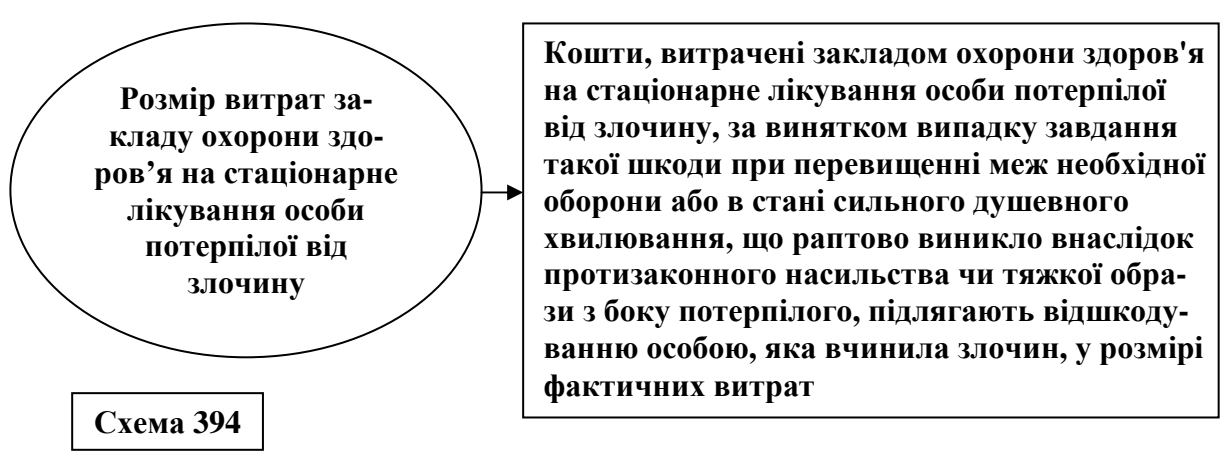 Розмір витрат за-
кладу охорони здо-
ров’я на стаціонарне
лікування особи
потерпілої від
злочину
Кошти, витрачені закладом охорони здоров'я
на стаціонарне лікування особи потерпілої
від злочину, за винятком випадку завдання
такої шкоди при перевищенні меж необхідної
оборони або в стані сильного душевного
хвилювання, що раптово виникло внаслідок
протизаконного насильства чи тяжкої обра-
зи з боку потерпілого, підлягають відшкоду-
ванню особою, яка вчинила злочин, у розмірі
фактичних витрат
Схема 394